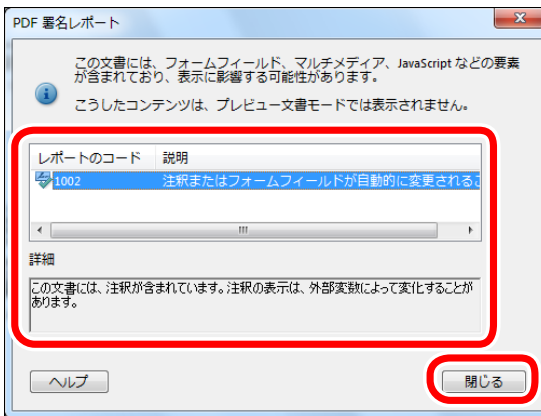 PDF 署名レポート
この文書には、フォームフィールド、マルチメディア、JavaScript などの要素
が含まれており、表示に影響する可能性があります。
こうしたコンテンツは、プレビュー文書モードでは表示されません。
レポートのコード 説明
1002 注釈またはフォームフィールドが自動的に変更されるこ
詳細
この文書には、注釈が含まれています。注釈の表示は、外部変数によって変化することが
あります。
ヘルプ 閉じる